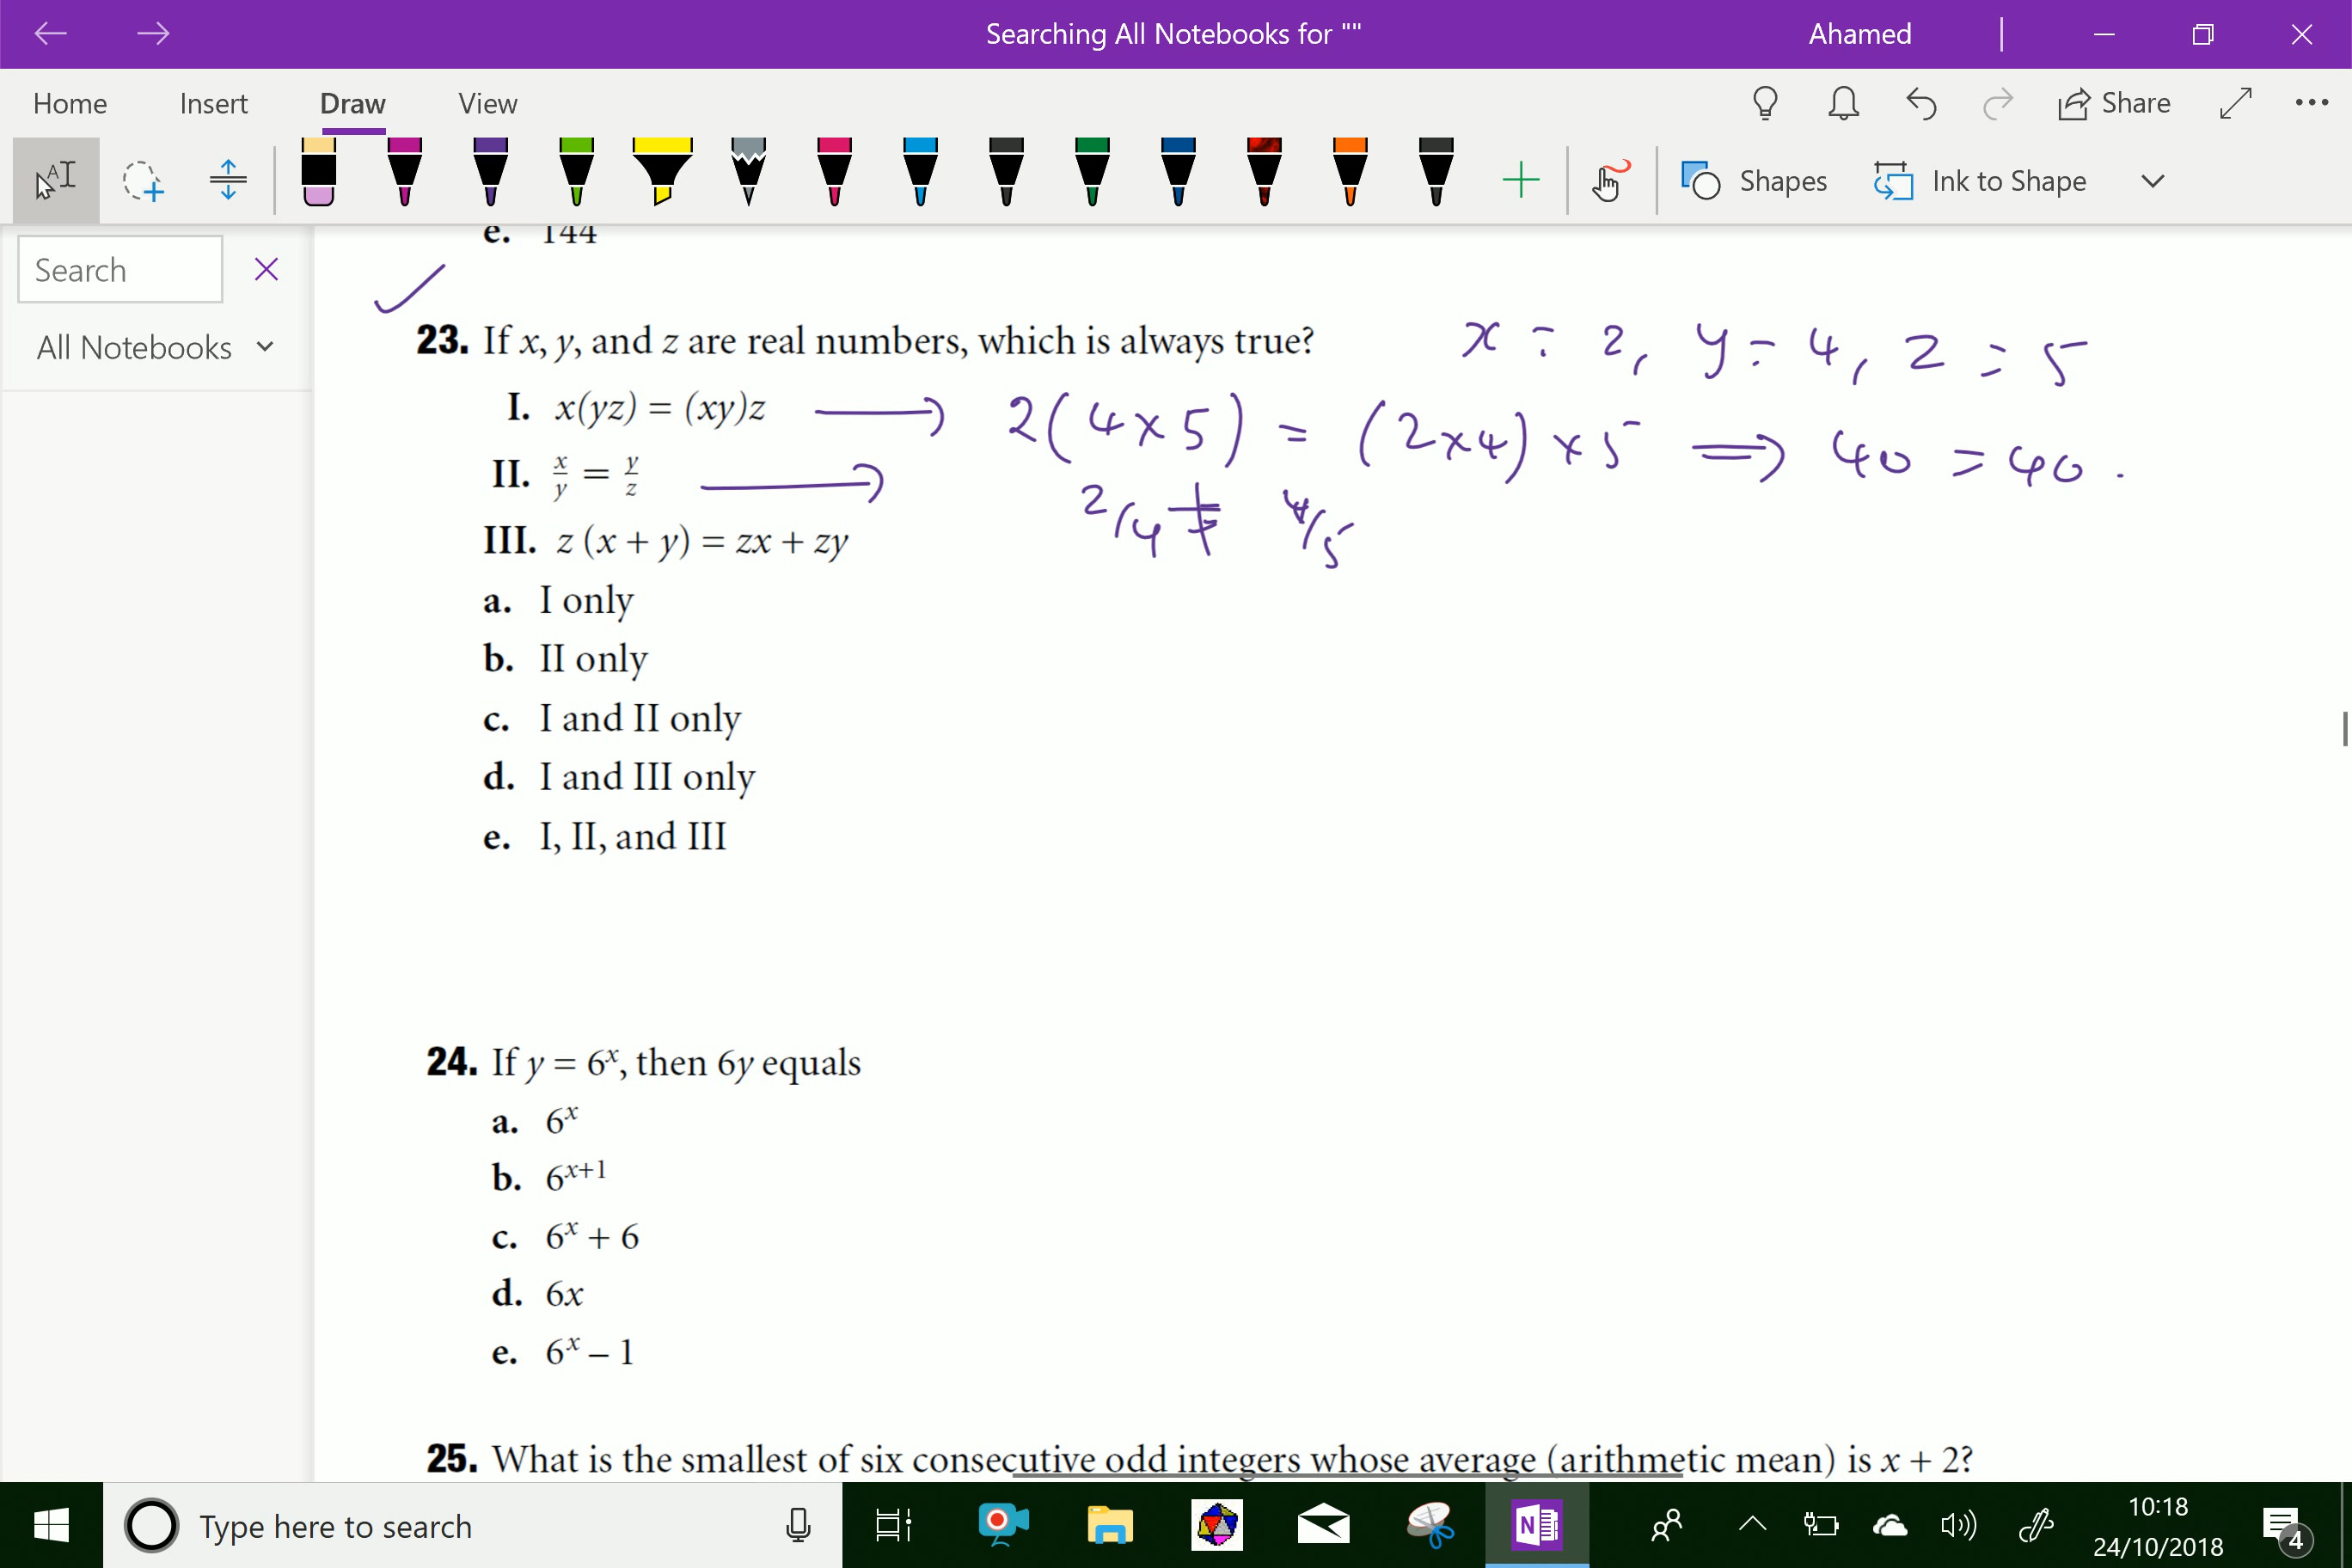 Searching All Notebooks for ""
Ahamed
Home Insert Draw View
Share
Shapes Ink to Shape
Search
All Notebooks
e. 144
23. If x, y, and z are real numbers, which is always true?
x = 2, y = 4, z = 5
I. x(yz) = (xy)z → 2(4×5) = (2×4)×5 ⇒ 40 = 40.
II. x/y = y/z → 2/4 ≠ 4/5
III. z (x + y) = zx + zy
a. I only
b. II only
c. I and II only
d. I and III only
e. I, II, and III
24. If y = 6ˣ, then 6y equals
a. 6ˣ
b. 6ˣ⁺¹
c. 6ˣ + 6
d. 6x
e. 6ˣ – 1
25. What is the smallest of six consecutive odd integers whose average (arithmetic mean) is x + 2?
Type here to search
N
10:18
24/10/2018
4